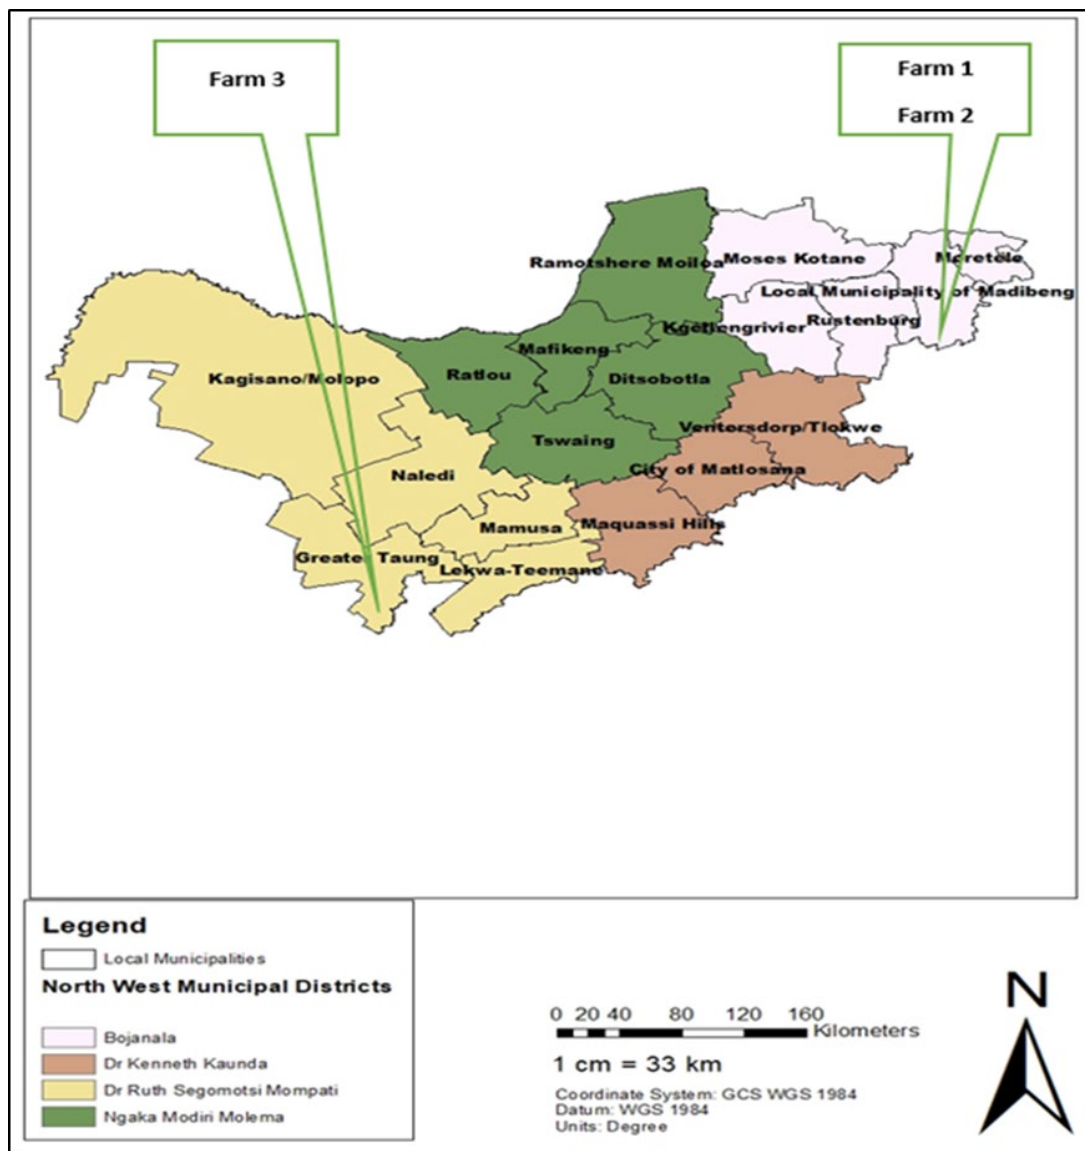 Farm 3
Farm 1
Farm 2
Ramotshere Moiloa
Moses Kotane
Moretele
Local Municipality of Madibeng
Kgetlengrivier
Rustenburg
Mafikeng
Ratlou
Ditsobotla
Kagisano/Molopo
Ventersdorp/Tlokwe
Tswaing
City of Matlosana
Naledi
Mamusa
Maquassi Hills
Greater Taung
Lekwa-Teemane
Legend
Local Municipalities
North West Municipal Districts
Bojanala
Dr Kenneth Kaunda
Dr Ruth Segomotsi Mompati
Ngaka Modiri Molema
0 20 40 80 120 160
Kilometers
1 cm = 33 km
Coordinate System: GCS WGS 1984
Datum: WGS 1984
Units: Degree
N